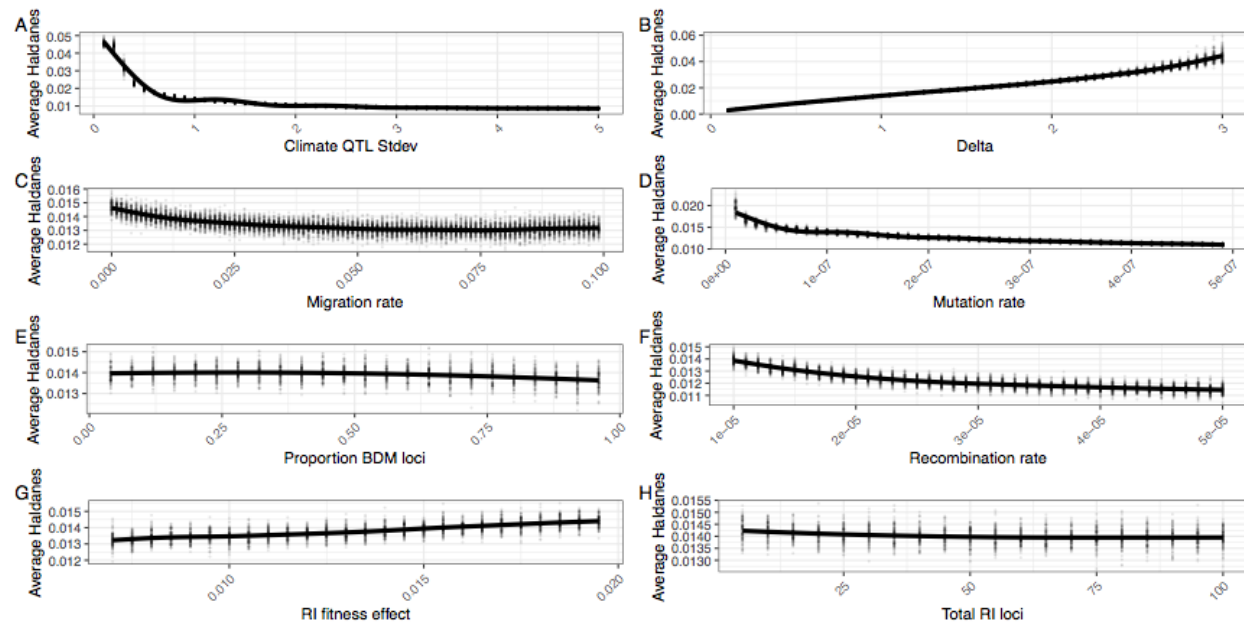 A
Average Haldanes
0.05
0.04
0.03
0.02
0.01
0
1
2
3
4
5
Climate QTL Stdev
B
Average Haldanes
0.06
0.04
0.02
0.00
0
1
2
3
Delta
C
Average Haldanes
0.016
0.015
0.014
0.013
0.012
0.000
0.025
0.050
0.075
0.100
Migration rate
D
Average Haldanes
0.020
0.015
0.010
0e+00
1e-07
2e-07
3e-07
4e-07
5e-07
Mutation rate
E
Average Haldanes
0.015
0.014
0.013
0.00
0.25
0.50
0.75
1.00
Proportion BDM loci
F
Average Haldanes
0.015
0.014
0.013
0.012
0.011
1e-05
2e-05
3e-05
4e-05
5e-05
Recombination rate
G
Average Haldanes
0.015
0.014
0.013
0.012
0.010
0.015
0.020
RI fitness effect
H
Average Haldanes
0.0155
0.0150
0.0145
0.0140
0.0135
0.0130
25
50
75
100
Total RI loci